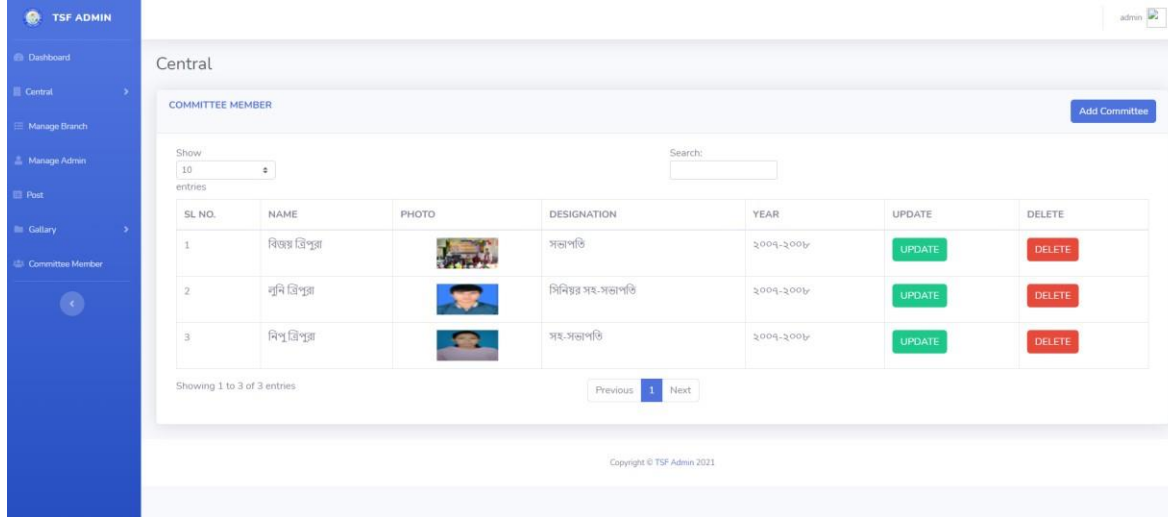 TSF ADMIN
admin
Dashboard
Central
Manage Branch
Manage Admin
Post
Gallary
Committee Member
Central
COMMITTEE MEMBER
Add Committee
Show
10
entries
Search:
SL NO. NAME PHOTO DESIGNATION YEAR UPDATE DELETE
1 বিজয় ত্রিপুরা সভাপতি ২০০৭-২০০৮ UPDATE DELETE
2 লুনি ত্রিপুরা সিনিয়র সহ-সভাপতি ২০০৭-২০০৮ UPDATE DELETE
3 নিপু ত্রিপুরা সহ-সভাপতি ২০০৭-২০০৮ UPDATE DELETE
Showing 1 to 3 of 3 entries
Previous 1 Next
Copyright © TSF Admin 2021